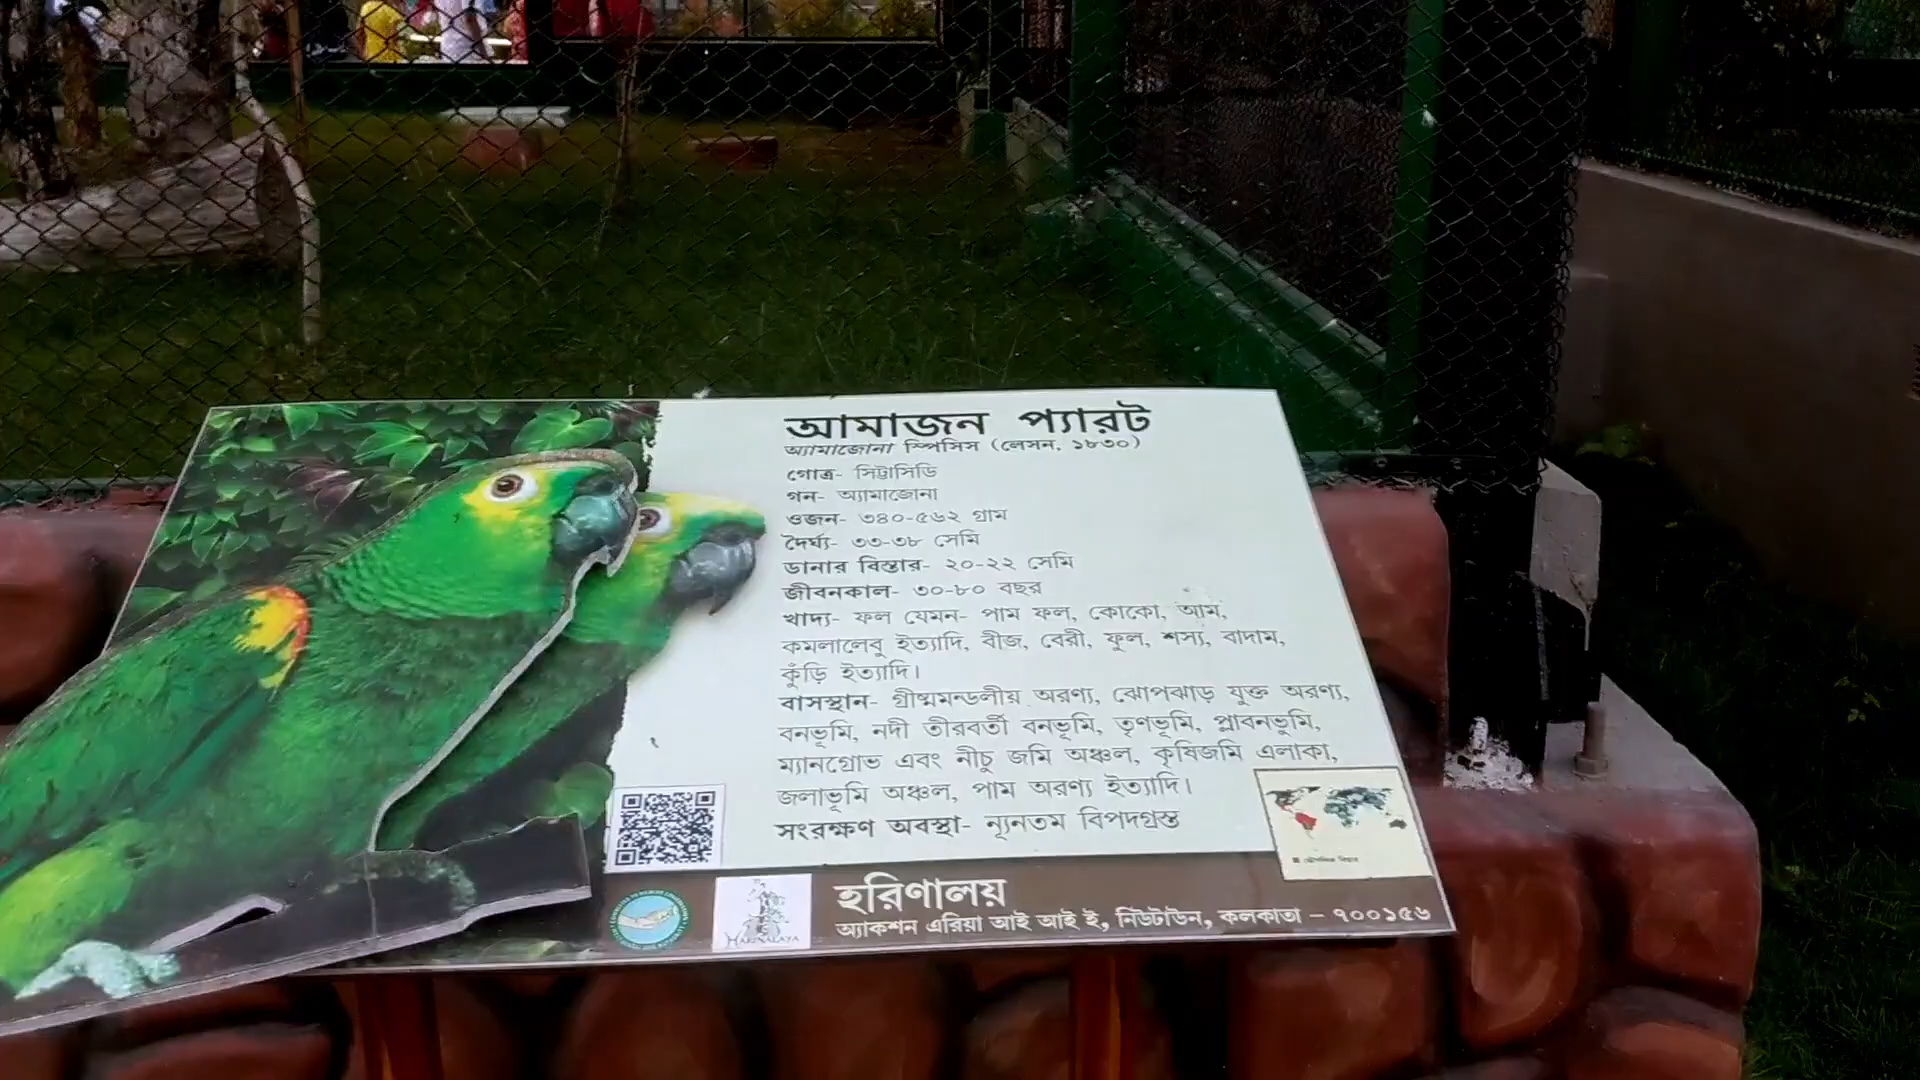 আমাজন প্যারট
অ্যামাজোনা স্পিসিস (লেসন, ১৮৩০)
গোত্র- সিট্টাসিডি
গন- অ্যামাজোনা
ওজন- ৩৪০-৫৬২ গ্রাম
দৈর্ঘ্য- ৩৩-৩৮ সেমি
ডানার বিস্তার- ২০-২২ সেমি
জীবনকাল- ৩০-৮০ বছর
খাদ্য- ফল যেমন- পাম ফল, কোকো, আম,
কমলালেবু ইত্যাদি, বীজ, বেরী, ফুল, শস্য, বাদাম,
কুঁড়ি ইত্যাদি।
বাসস্থান- গ্রীষ্মমন্ডলীয় অরণ্য, ঝোপঝাড় যুক্ত অরণ্য,
বনভূমি, নদী তীরবর্তী বনভূমি, তৃণভূমি, প্লাবনভুমি,
ম্যানগ্রোভ এবং নীচু জমি অঞ্চল, কৃষিজমি এলাকা,
জলাভূমি অঞ্চল, পাম অরণ্য ইত্যাদি।
সংরক্ষণ অবস্থা- ন্যূনতম বিপদগ্রস্ত
হরিণালয়
HARINALAYA
অ্যাকশন এরিয়া আই আই ই, নিউটাউন, কলকাতা – ৭০০১৫৬